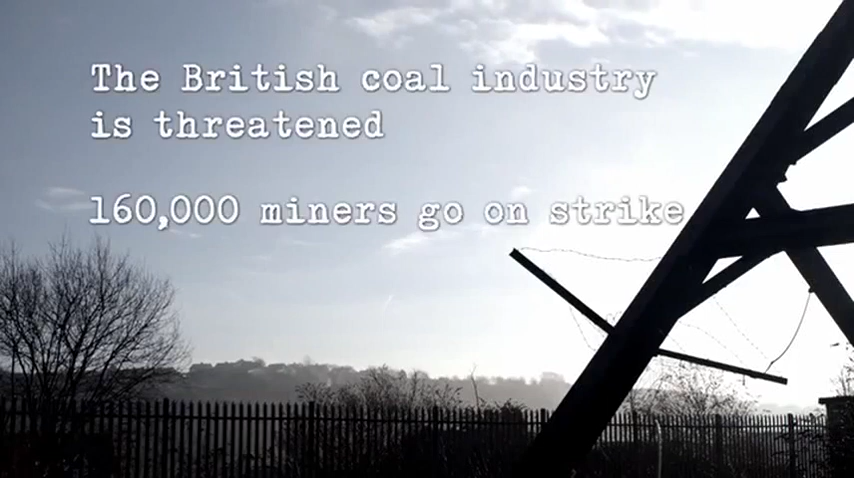 The British coal industry
is threatened
160,000 miners go on strike